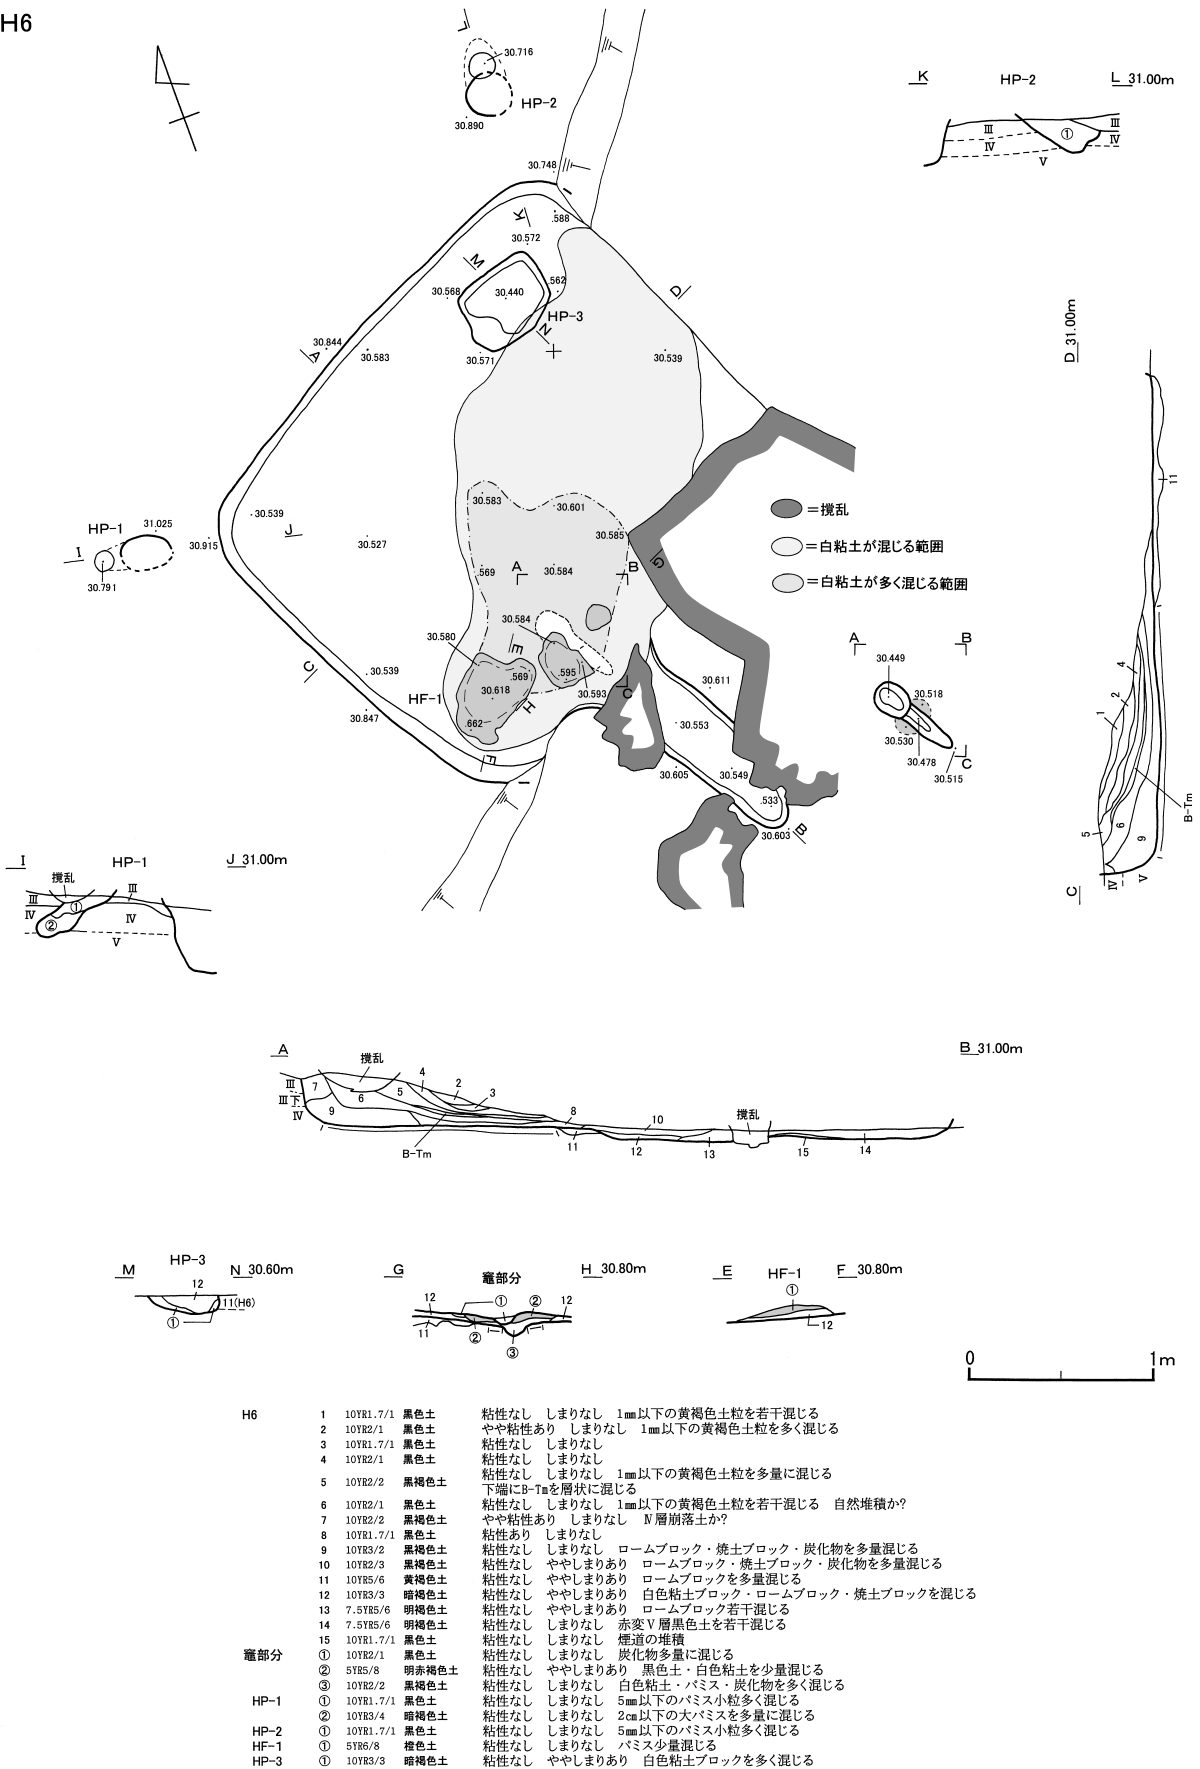 H6
L
30.716
HP-2
30.890
K
HP-2
L 31.00m
Ⅲ
Ⅳ
①
Ⅲ
Ⅳ
Ⅴ
30.748
K
.588
30.572
M
30.568
30.440
.562
HP-3
N
30.571
D
30.539
A
30.844
30.583
D 31.00m
11
4
2
1
5
6
9
B-Tm
Ⅳ
Ⅴ
C
30.583
30.601
30.585
G
=撹乱
=白粘土が混じる範囲
=白粘土が多く混じる範囲
HP-1
31.025
I
30.791
30.915
30.539
J
30.527
.569
A
30.584
B
30.584
30.580
E
.569
.595
HF-1
30.618
H
30.593
C
.662
F
C
30.539
30.847
30.611
30.553
30.605
30.549
.533
30.603
B
A
B
30.449
30.518
30.530
30.478
C
30.515
I
HP-1
J 31.00m
撹乱
Ⅲ
Ⅲ
Ⅳ
①
②
Ⅳ
Ⅴ
A
B 31.00m
撹乱
Ⅲ
Ⅲ下
Ⅳ
7
6
9
5
4
2
3
8
10
撹乱
B-Tm
11
12
13
15
14
M
HP-3
N 30.60m
12
11(H6)
①
G
竈部分
H 30.80m
12
①
②
12
11
②
③
E
HF-1
F 30.80m
①
12
0
1m
H6 1 10YR1.7/1 黒色土 粘性なし しまりなし 1㎜以下の黄褐色土粒を若干混じる
2 10YR2/1 黒色土 やや粘性あり しまりなし 1㎜以下の黄褐色土粒を多く混じる
3 10YR1.7/1 黒色土 粘性なし しまりなし
4 10YR2/1 黒色土 粘性なし しまりなし
5 10YR2/2 黒褐色土 粘性なし しまりなし 1㎜以下の黄褐色土粒を多量に混じる
下端にB-Tmを層状に混じる
6 10YR2/1 黒色土 粘性なし しまりなし 1㎜以下の黄褐色土粒を若干混じる 自然堆積か?
7 10YR2/2 黒褐色土 やや粘性あり しまりなし Ⅳ層崩落土か?
8 10YR1.7/1 黒色土 粘性あり しまりなし
9 10YR3/2 黒褐色土 粘性なし しまりなし ロームブロック・焼土ブロック・炭化物を多量混じる
10 10YR2/3 黒褐色土 粘性なし ややしまりあり ロームブロック・焼土ブロック・炭化物を多量混じる
11 10YR5/6 黄褐色土 粘性なし ややしまりあり ロームブロックを多量混じる
12 10YR3/3 暗褐色土 粘性なし ややしまりあり 白色粘土ブロック・ロームブロック・焼土ブロックを混じる
13 7.5YR5/6 明褐色土 粘性なし ややしまりあり ロームブロック若干混じる
14 7.5YR5/6 明褐色土 粘性なし しまりなし 赤変Ⅴ層黒色土を若干混じる
15 10YR1.7/1 黒色土 粘性なし しまりなし 煙道の堆積
竈部分 ① 10YR2/1 黒色土 粘性なし しまりなし 炭化物多量に混じる
② 5YR5/8 明赤褐色土 粘性なし ややしまりあり 黒色土・白色粘土を少量混じる
③ 10YR2/2 黒褐色土 粘性なし しまりなし 白色粘土・パミス・炭化物を多く混じる
HP-1 ① 10YR1.7/1 黒色土 粘性なし しまりなし 5㎜以下のパミス小粒多く混じる
② 10YR3/4 暗褐色土 粘性なし しまりなし 2㎝以下の大パミスを多量に混じる
HP-2 ① 10YR1.7/1 黒色土 粘性なし しまりなし 5㎜以下のパミス小粒多く混じる
HF-1 ① 5YR6/8 橙色土 粘性なし しまりなし パミス少量混じる
HP-3 ① 10YR3/3 暗褐色土 粘性なし ややしまりあり 白色粘土ブロックを多く混じる